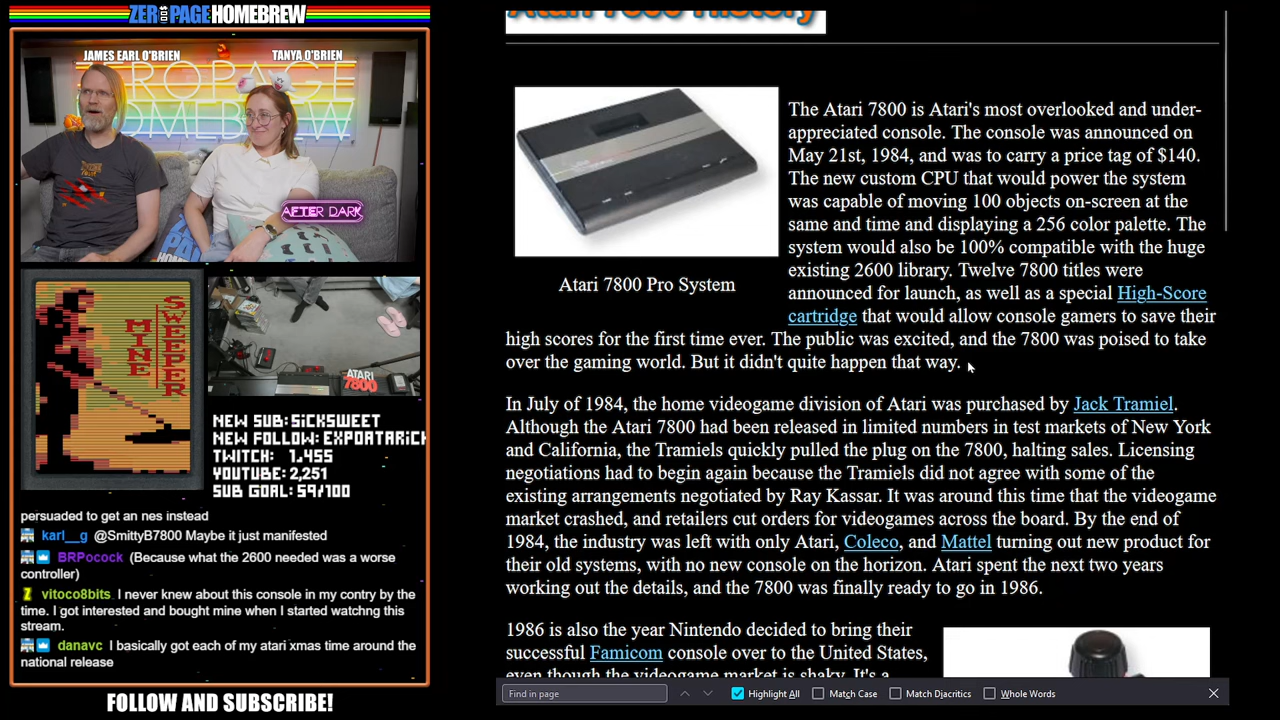 ZEROPAGE HOMEBREW
JAMES EARL O'BRIEN
TANYA O'BRIEN
AFTER DARK
MINE
SWEEPER
ATARI
7800
NEW SUB: SICKSWEET
NEW FOLLOW: EXPOATARICH
TWITCH: 1,455
YOUTUBE: 2,251
SUB GOAL: 59/100
persuaded to get an nes instead
karl__g @SmittyB7800 Maybe it just manifested
BRPocock (Because what the 2600 needed was a worse
controller)
vitoco8bits I never knew about this console in my contry by the
time. I got interested and bought mine when I started watchng this
stream.
danavc I basically got each of my atari xmas time around the
national release
FOLLOW AND SUBSCRIBE!
Atari 7800 History
Atari 7800 Pro System
The Atari 7800 is Atari's most overlooked and under-
appreciated console. The console was announced on
May 21st, 1984, and was to carry a price tag of $140.
The new custom CPU that would power the system
was capable of moving 100 objects on-screen at the
same and time and displaying a 256 color palette. The
system would also be 100% compatible with the huge
existing 2600 library. Twelve 7800 titles were
announced for launch, as well as a special High-Score
cartridge that would allow console gamers to save their
high scores for the first time ever. The public was excited, and the 7800 was poised to take
over the gaming world. But it didn't quite happen that way.
In July of 1984, the home videogame division of Atari was purchased by Jack Tramiel.
Although the Atari 7800 had been released in limited numbers in test markets of New York
and California, the Tramiels quickly pulled the plug on the 7800, halting sales. Licensing
negotiations had to begin again because the Tramiels did not agree with some of the
existing arrangements negotiated by Ray Kassar. It was around this time that the videogame
market crashed, and retailers cut orders for videogames across the board. By the end of
1984, the industry was left with only Atari, Coleco, and Mattel turning out new product for
their old systems, with no new console on the horizon. Atari spent the next two years
working out the details, and the 7800 was finally ready to go in 1986.
1986 is also the year Nintendo decided to bring their
successful Famicom console over to the United States,
even though the videogame market is shaky. It's a
Find in page
Highlight All
Match Case
Match Diacritics
Whole Words